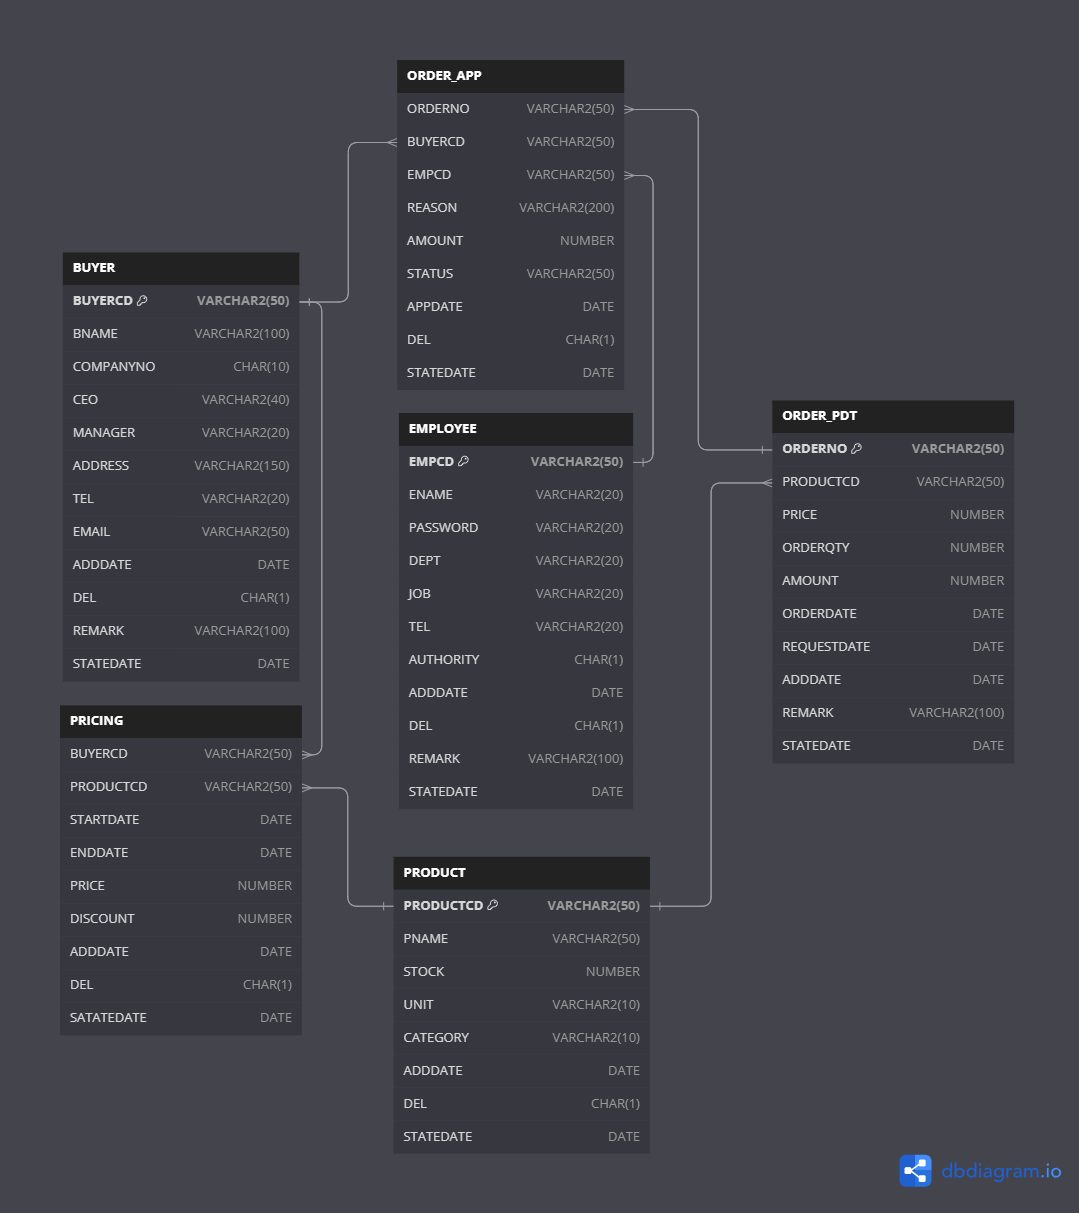 ORDER_APP
ORDERNO VARCHAR2(50)
BUYERCD VARCHAR2(50)
EMPCD VARCHAR2(50)
REASON VARCHAR2(200)
AMOUNT NUMBER
STATUS VARCHAR2(50)
APPDATE DATE
DEL CHAR(1)
STATEDATE DATE
BUYER
BUYERCD VARCHAR2(50)
BNAME VARCHAR2(100)
COMPANYNO CHAR(10)
CEO VARCHAR2(40)
MANAGER VARCHAR2(20)
ADDRESS VARCHAR2(150)
TEL VARCHAR2(20)
EMAIL VARCHAR2(50)
ADDDATE DATE
DEL CHAR(1)
REMARK VARCHAR2(100)
STATEDATE DATE
EMPLOYEE
EMPCD VARCHAR2(50)
ENAME VARCHAR2(20)
PASSWORD VARCHAR2(20)
DEPT VARCHAR2(20)
JOB VARCHAR2(20)
TEL VARCHAR2(20)
AUTHORITY CHAR(1)
ADDDATE DATE
DEL CHAR(1)
REMARK VARCHAR2(100)
STATEDATE DATE
ORDER_PDT
ORDERNO VARCHAR2(50)
PRODUCTCD VARCHAR2(50)
PRICE NUMBER
ORDERQTY NUMBER
AMOUNT NUMBER
ORDERDATE DATE
REQUESTDATE DATE
ADDDATE DATE
REMARK VARCHAR2(100)
STATEDATE DATE
PRICING
BUYERCD VARCHAR2(50)
PRODUCTCD VARCHAR2(50)
STARTDATE DATE
ENDDATE DATE
PRICE NUMBER
DISCOUNT NUMBER
ADDDATE DATE
DEL CHAR(1)
SATATEDATE DATE
PRODUCT
PRODUCTCD VARCHAR2(50)
PNAME VARCHAR2(50)
STOCK NUMBER
UNIT VARCHAR2(10)
CATEGORY VARCHAR2(10)
ADDDATE DATE
DEL CHAR(1)
STATEDATE DATE
dbdiagram.io